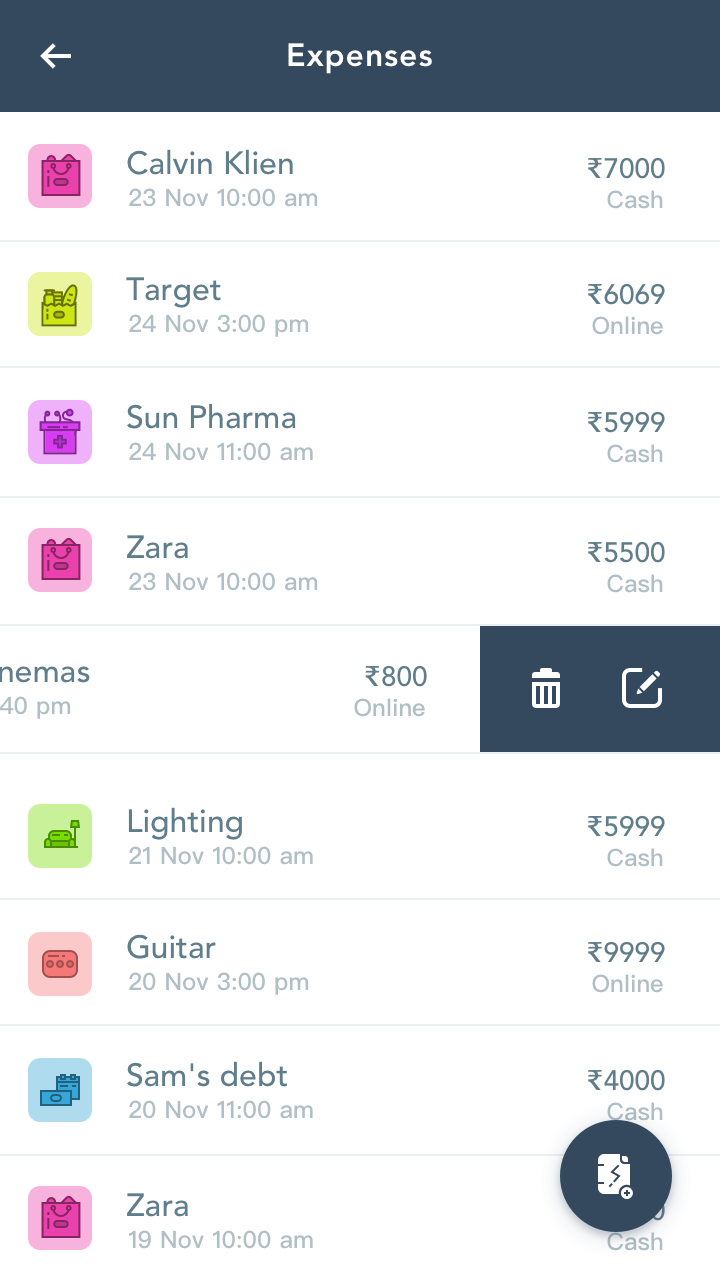 Expenses
Calvin Klien
₹7000
23 Nov 10:00 am
Cash
Target
₹6069
24 Nov 3:00 pm
Online
Sun Pharma
₹5999
24 Nov 11:00 am
Cash
Zara
₹5500
23 Nov 10:00 am
Cash
nemas
₹800
40 pm
Online
Lighting
₹5999
21 Nov 10:00 am
Cash
Guitar
₹9999
20 Nov 3:00 pm
Online
Sam's debt
₹4000
20 Nov 11:00 am
Cash
Zara
19 Nov 10:00 am
Cash